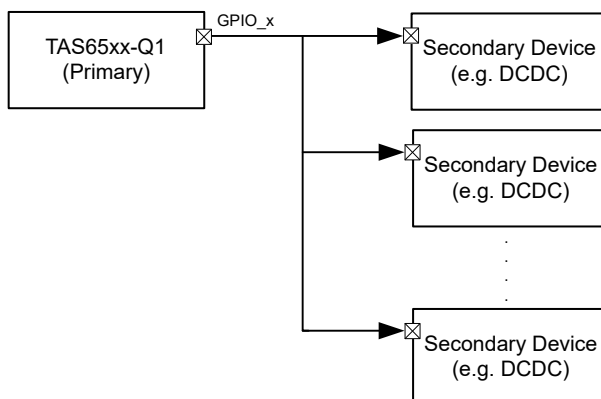 TAS65xx-Q1
(Primary)
GPIO_x
Secondary Device
(e.g. DCDC)
Secondary Device
(e.g. DCDC)
.
.
.
.
Secondary Device
(e.g. DCDC)